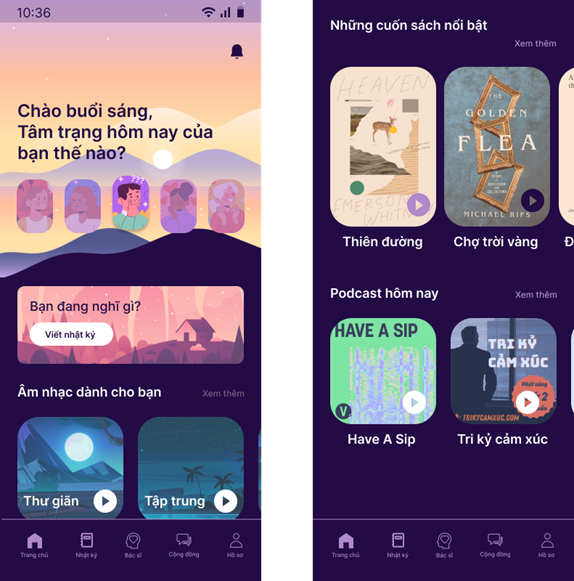 10:36
Chào buổi sáng,
Tâm trạng hôm nay của
bạn thế nào?
Bạn đang nghĩ gì?
Viết nhật ký
Âm nhạc dành cho bạn
Xem thêm
Thư giãn
Tập trung
Trang chủ
Nhật ký
Bác sĩ
Cộng đồng
Hồ sơ
Những cuốn sách nổi bật
Xem thêm
HEAVEN
EMERSON
WHITN
THE
GOLDEN
FLEA
MICHAEL RIPS
Thiên đường
Chợ trời vàng
Podcast hôm nay
Xem thêm
HAVE A SIP
V
TRI KỶ
CẢM XÚC
Phát sóng
TRIKYCAMXUC.COM
Have A Sip
Tri kỷ cảm xúc
Trang chủ
Nhật ký
Bác sĩ
Cộng đồng
Hồ sơ